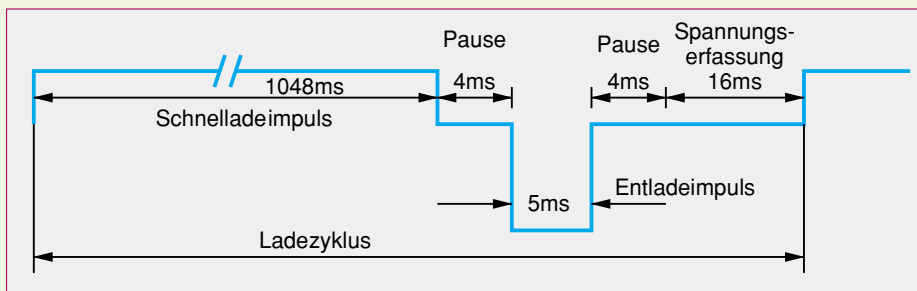 Pause
4ms
Pause
4ms
Spannungs-
erfassung
16ms
1048ms
Schnelladeimpuls
5ms
Entladeimpuls
Ladezyklus